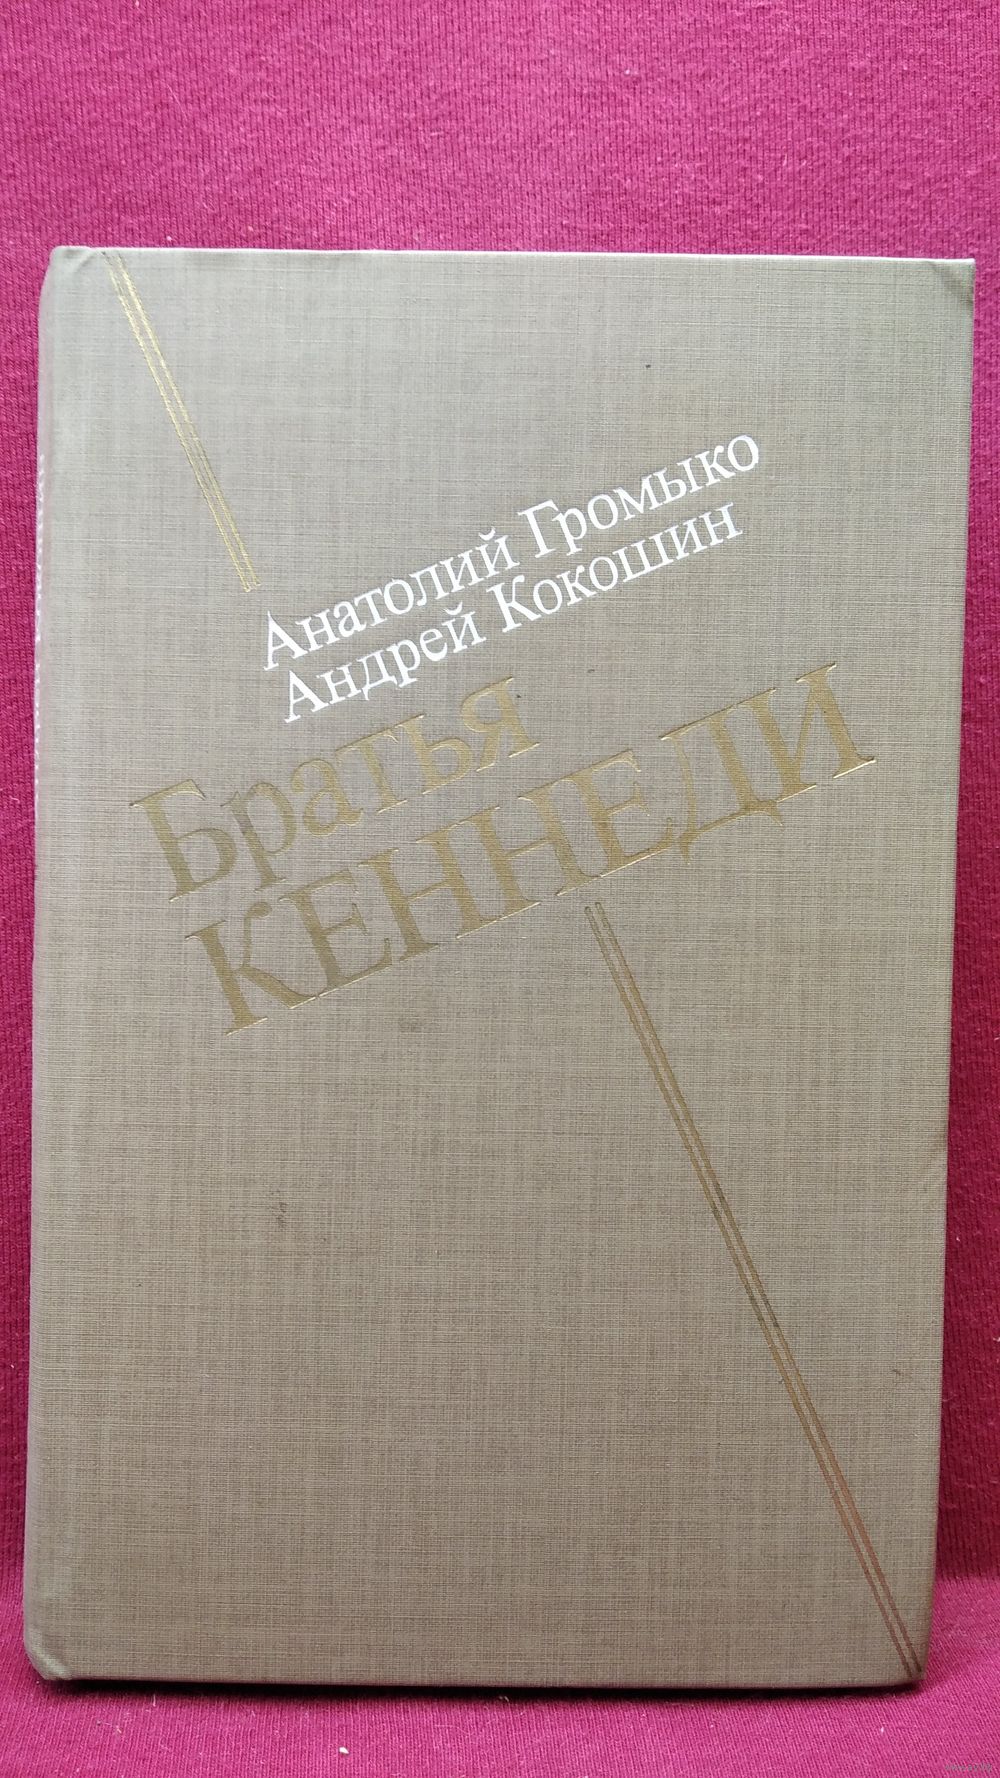 Анатолий Громыко
Андрей Кокошин
Братья
КЕННЕДИ